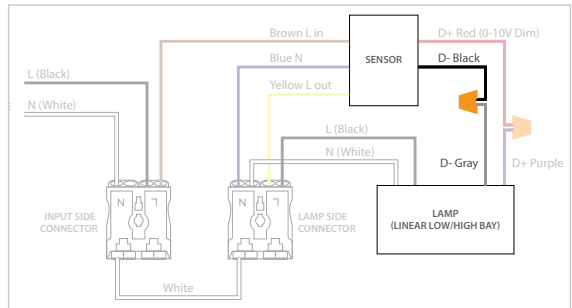 Brown L in
D+ Red (0-10V Dim)
Blue N
SENSOR
D- Black
L (Black)
Yellow L out
N (White)
L (Black)
N (White)
D- Gray
D+ Purple
N L
N L
INPUT SIDE
CONNECTOR
LAMP SIDE
CONNECTOR
LAMP
(LINEAR LOW/HIGH BAY)
White